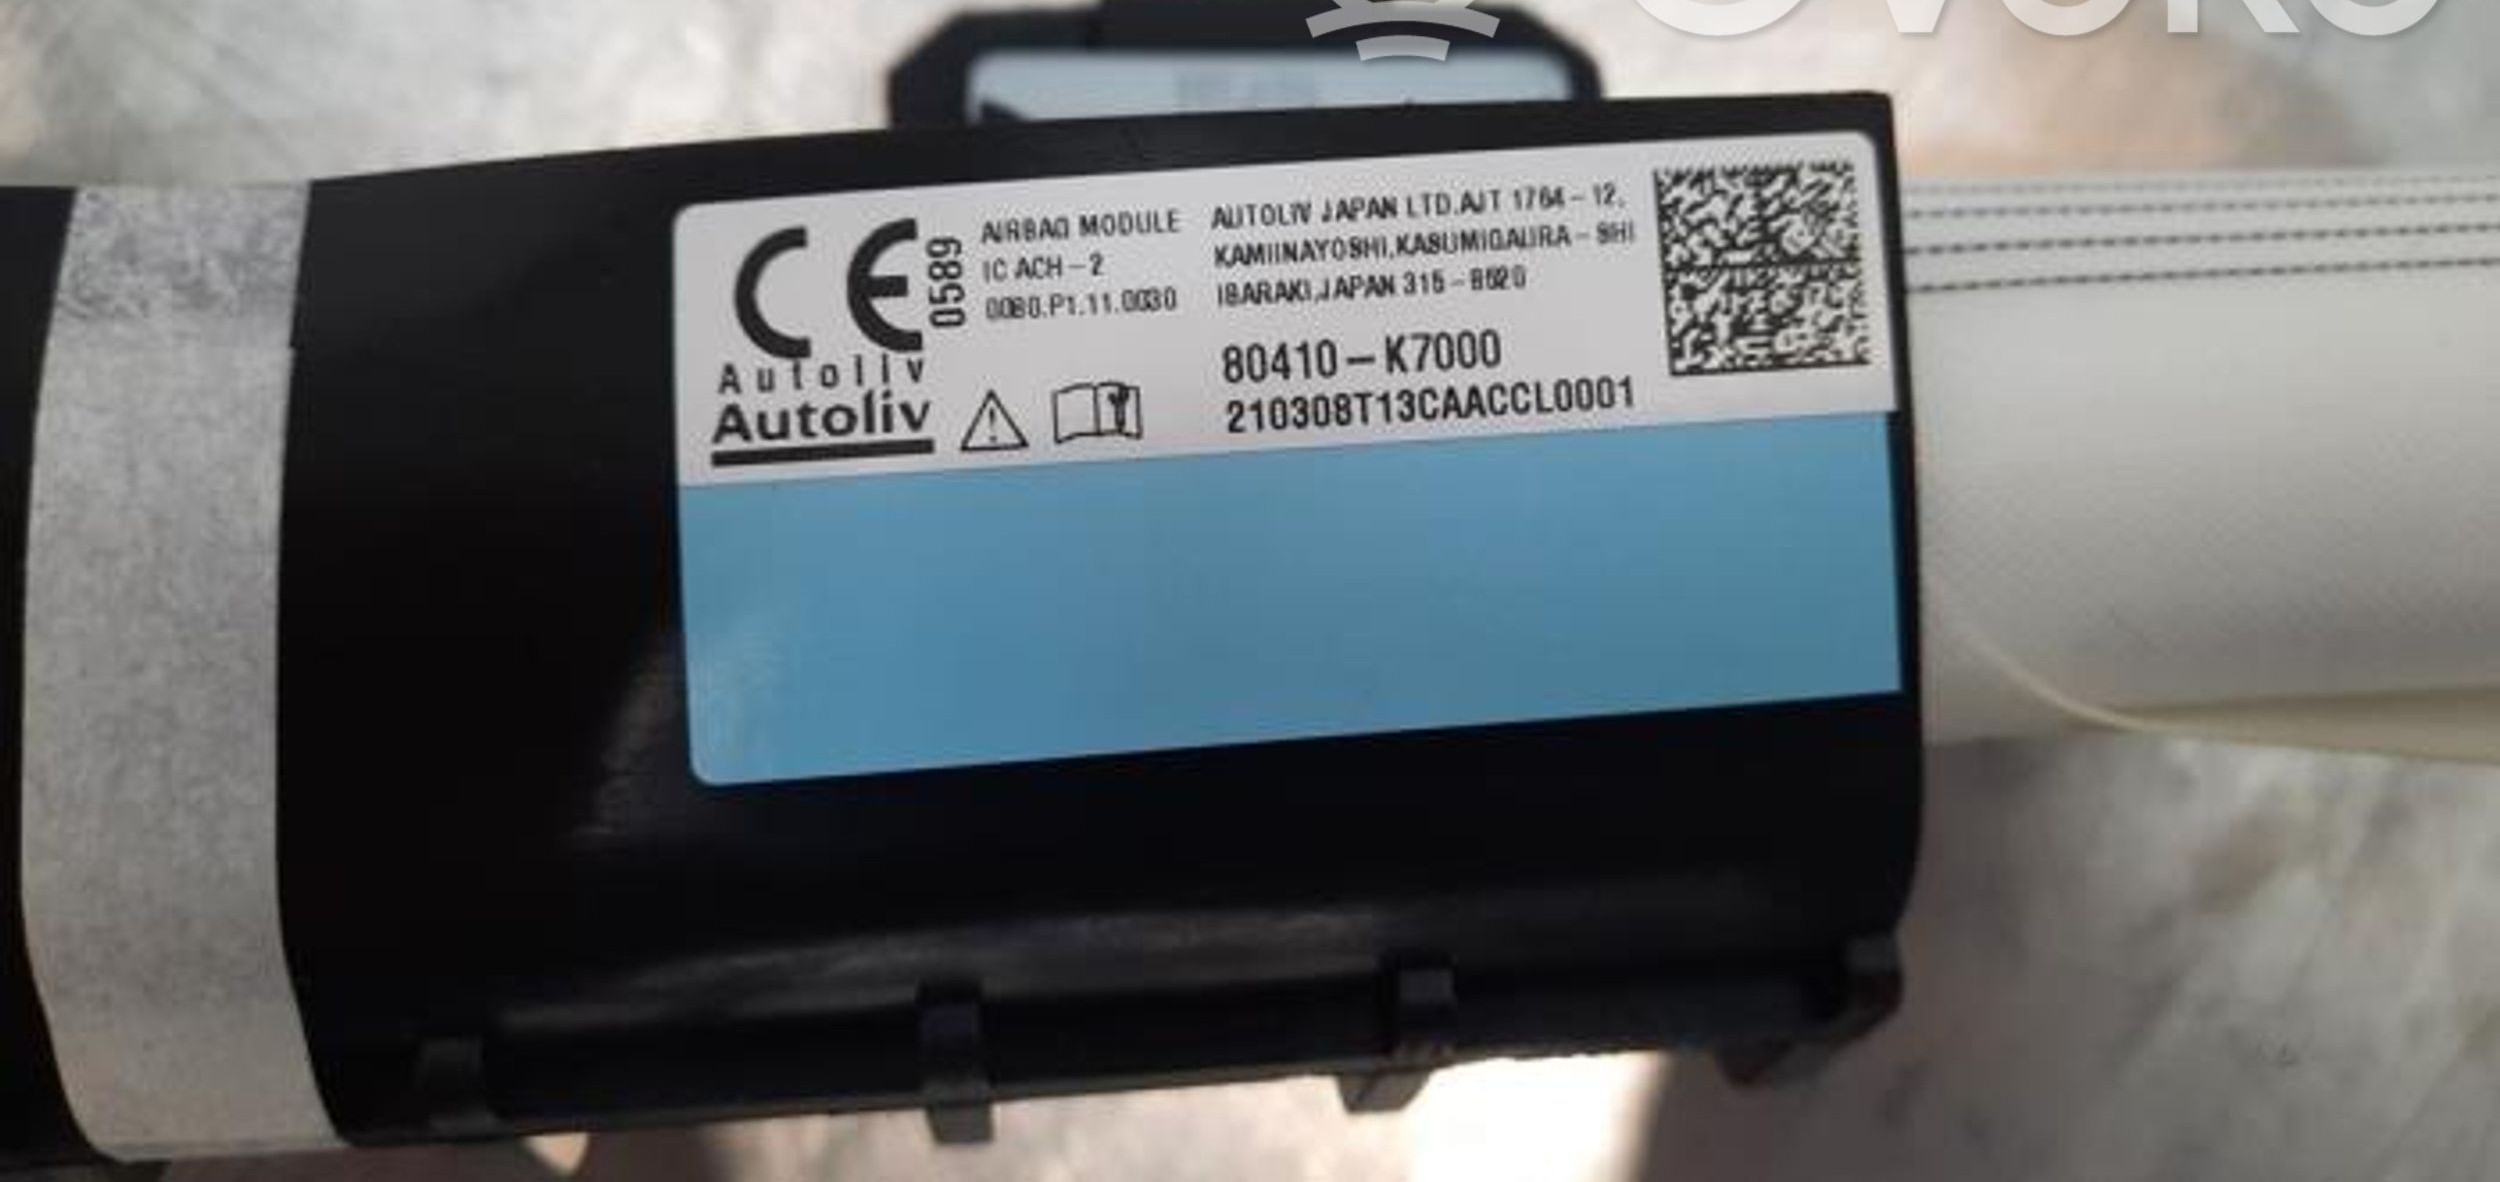 CE 0589
AIRBAG MODULE
IC ACH-2
0080.P1.11.0030
AUTOLIV JAPAN LTD.AJT 1764-12,
KAMIINAYOSHI,KASUMIGAURA-SHI
IBARAKI,JAPAN 315-8520
Autoliv
Autoliv
80410-K7000
210308T13CAACCL0001